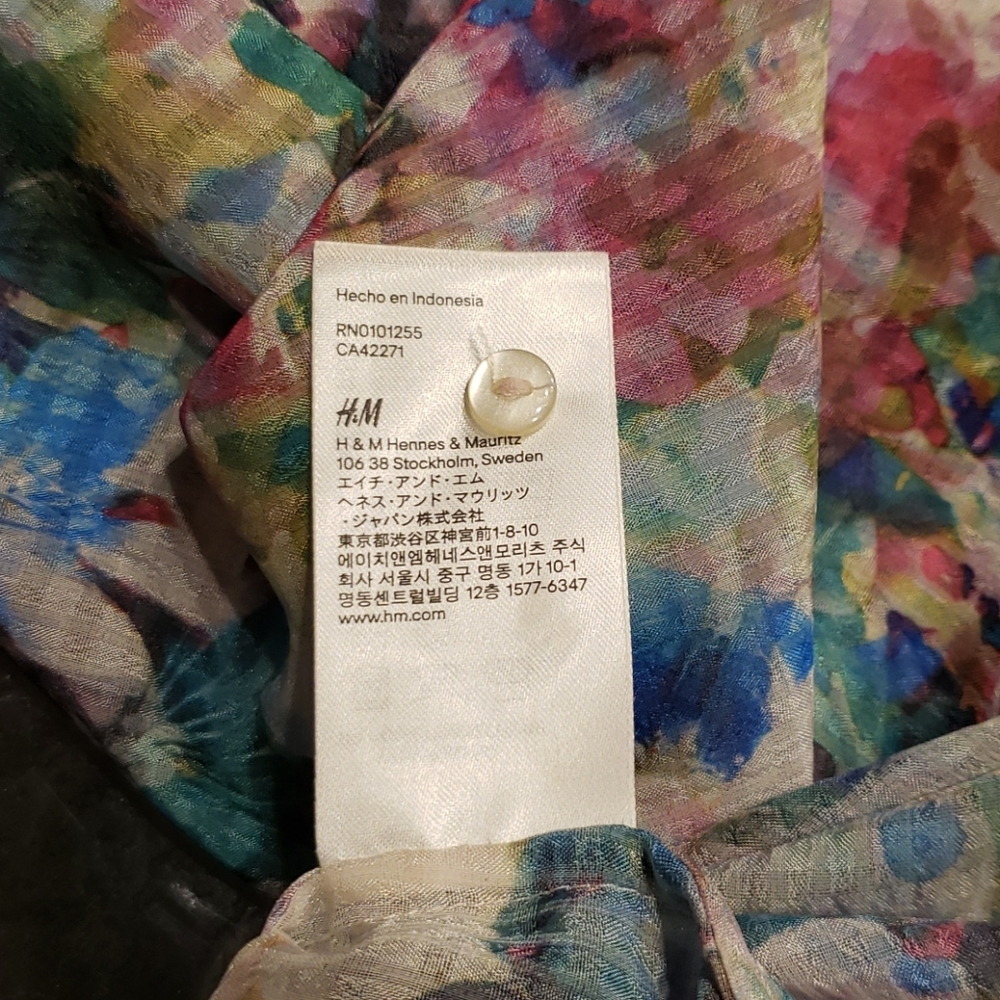 Hecho en Indonesia
RN0101255
CA42271
H&M
H & M Hennes & Mauritz
106 38 Stockholm, Sweden
エイチ・アンド・エム
ヘネス・アンド・マウリッツ
・ジャパン株式会社
東京都渋谷区神宮前1-8-10
에이치앤엠헤네스앤모리츠 주식
회사 서울시 중구 명동 1가 10-1
명동센트럴빌딩 12층 1577-6347
www.hm.com